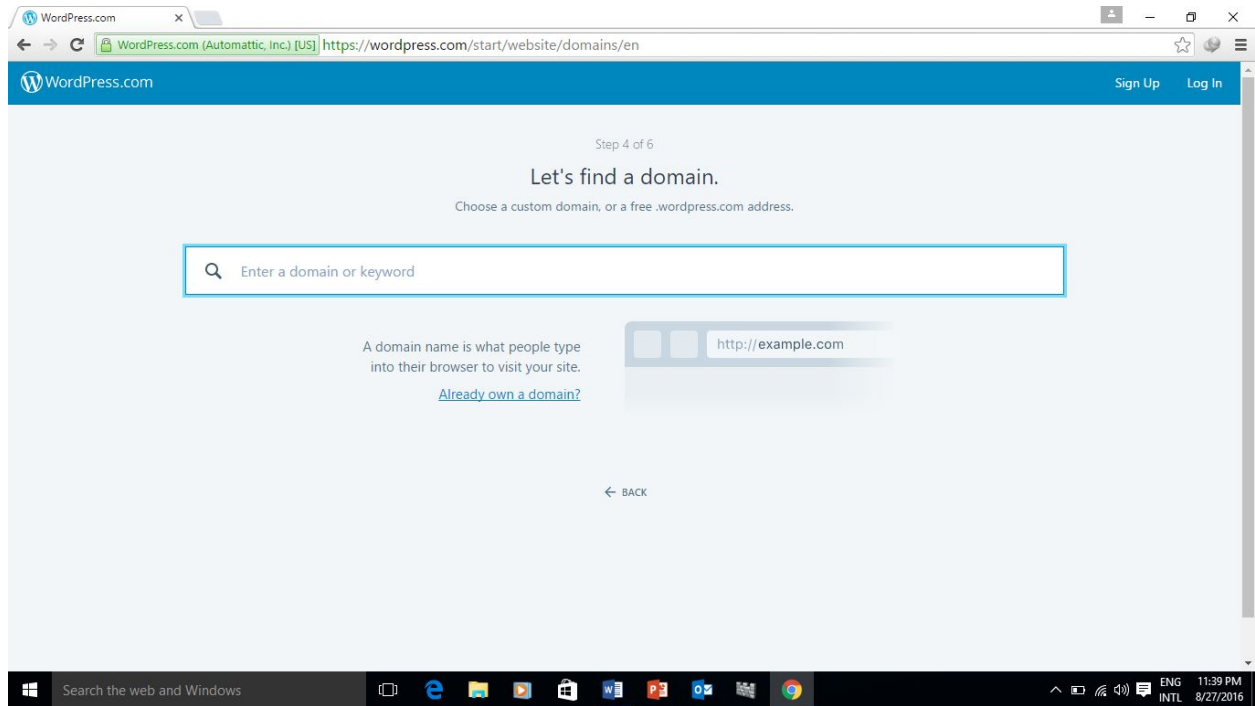 WordPress.com
WordPress.com (Automattic, Inc.) [US] https://wordpress.com/start/website/domains/en
WordPress.com
Sign Up Log In
Step 4 of 6
Let's find a domain.
Choose a custom domain, or a free .wordpress.com address.
Enter a domain or keyword
A domain name is what people type
into their browser to visit your site.
Already own a domain?
http://example.com
BACK
Search the web and Windows
ENG
INTL
11:39 PM
8/27/2016